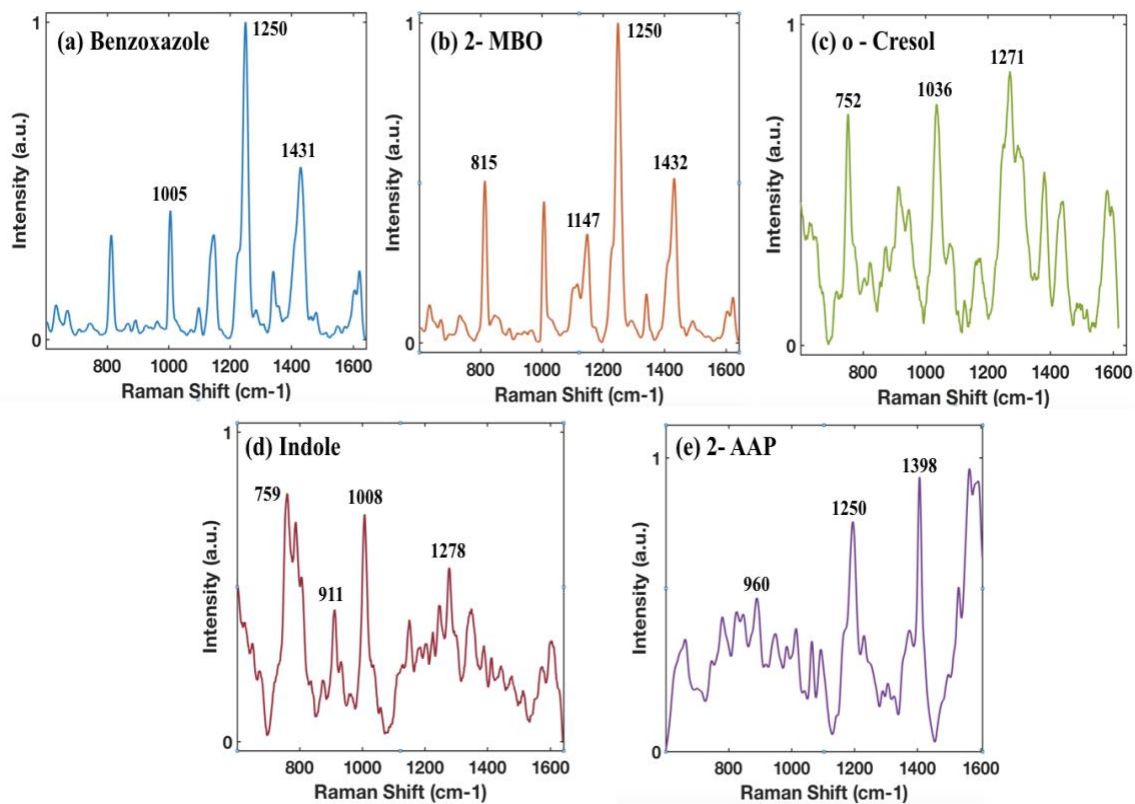 (a) Benzoxazole
1
1250
1431
1005
0
Intensity (a.u.)
800 1000 1200 1400 1600
Raman Shift (cm-1)
(b) 2- MBO
1
1250
815
1432
1147
0
Intensity (a.u.)
800 1000 1200 1400 1600
Raman Shift (cm-1)
(c) o - Cresol
1
1271
1036
752
0
Intensity (a.u.)
800 1000 1200 1400 1600
Raman Shift (cm-1)
(d) Indole
1
759
1008
1278
911
0
Intensity (a.u.)
800 1000 1200 1400 1600
Raman Shift (cm-1)
(e) 2- AAP
1
1398
1250
960
0
Intensity (a.u.)
800 1000 1200 1400 1600
Raman Shift (cm-1)